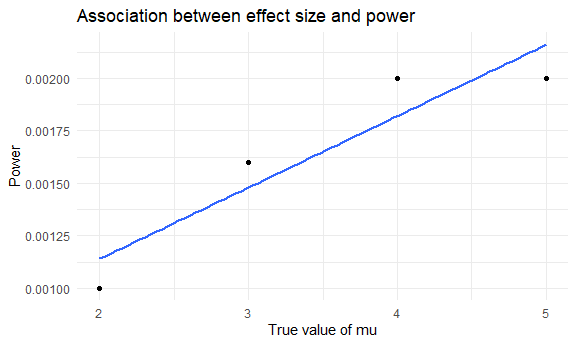 Association between effect size and power
0.00200
0.00175
0.00150
0.00125
0.00100
Power
2 3 4 5
True value of mu